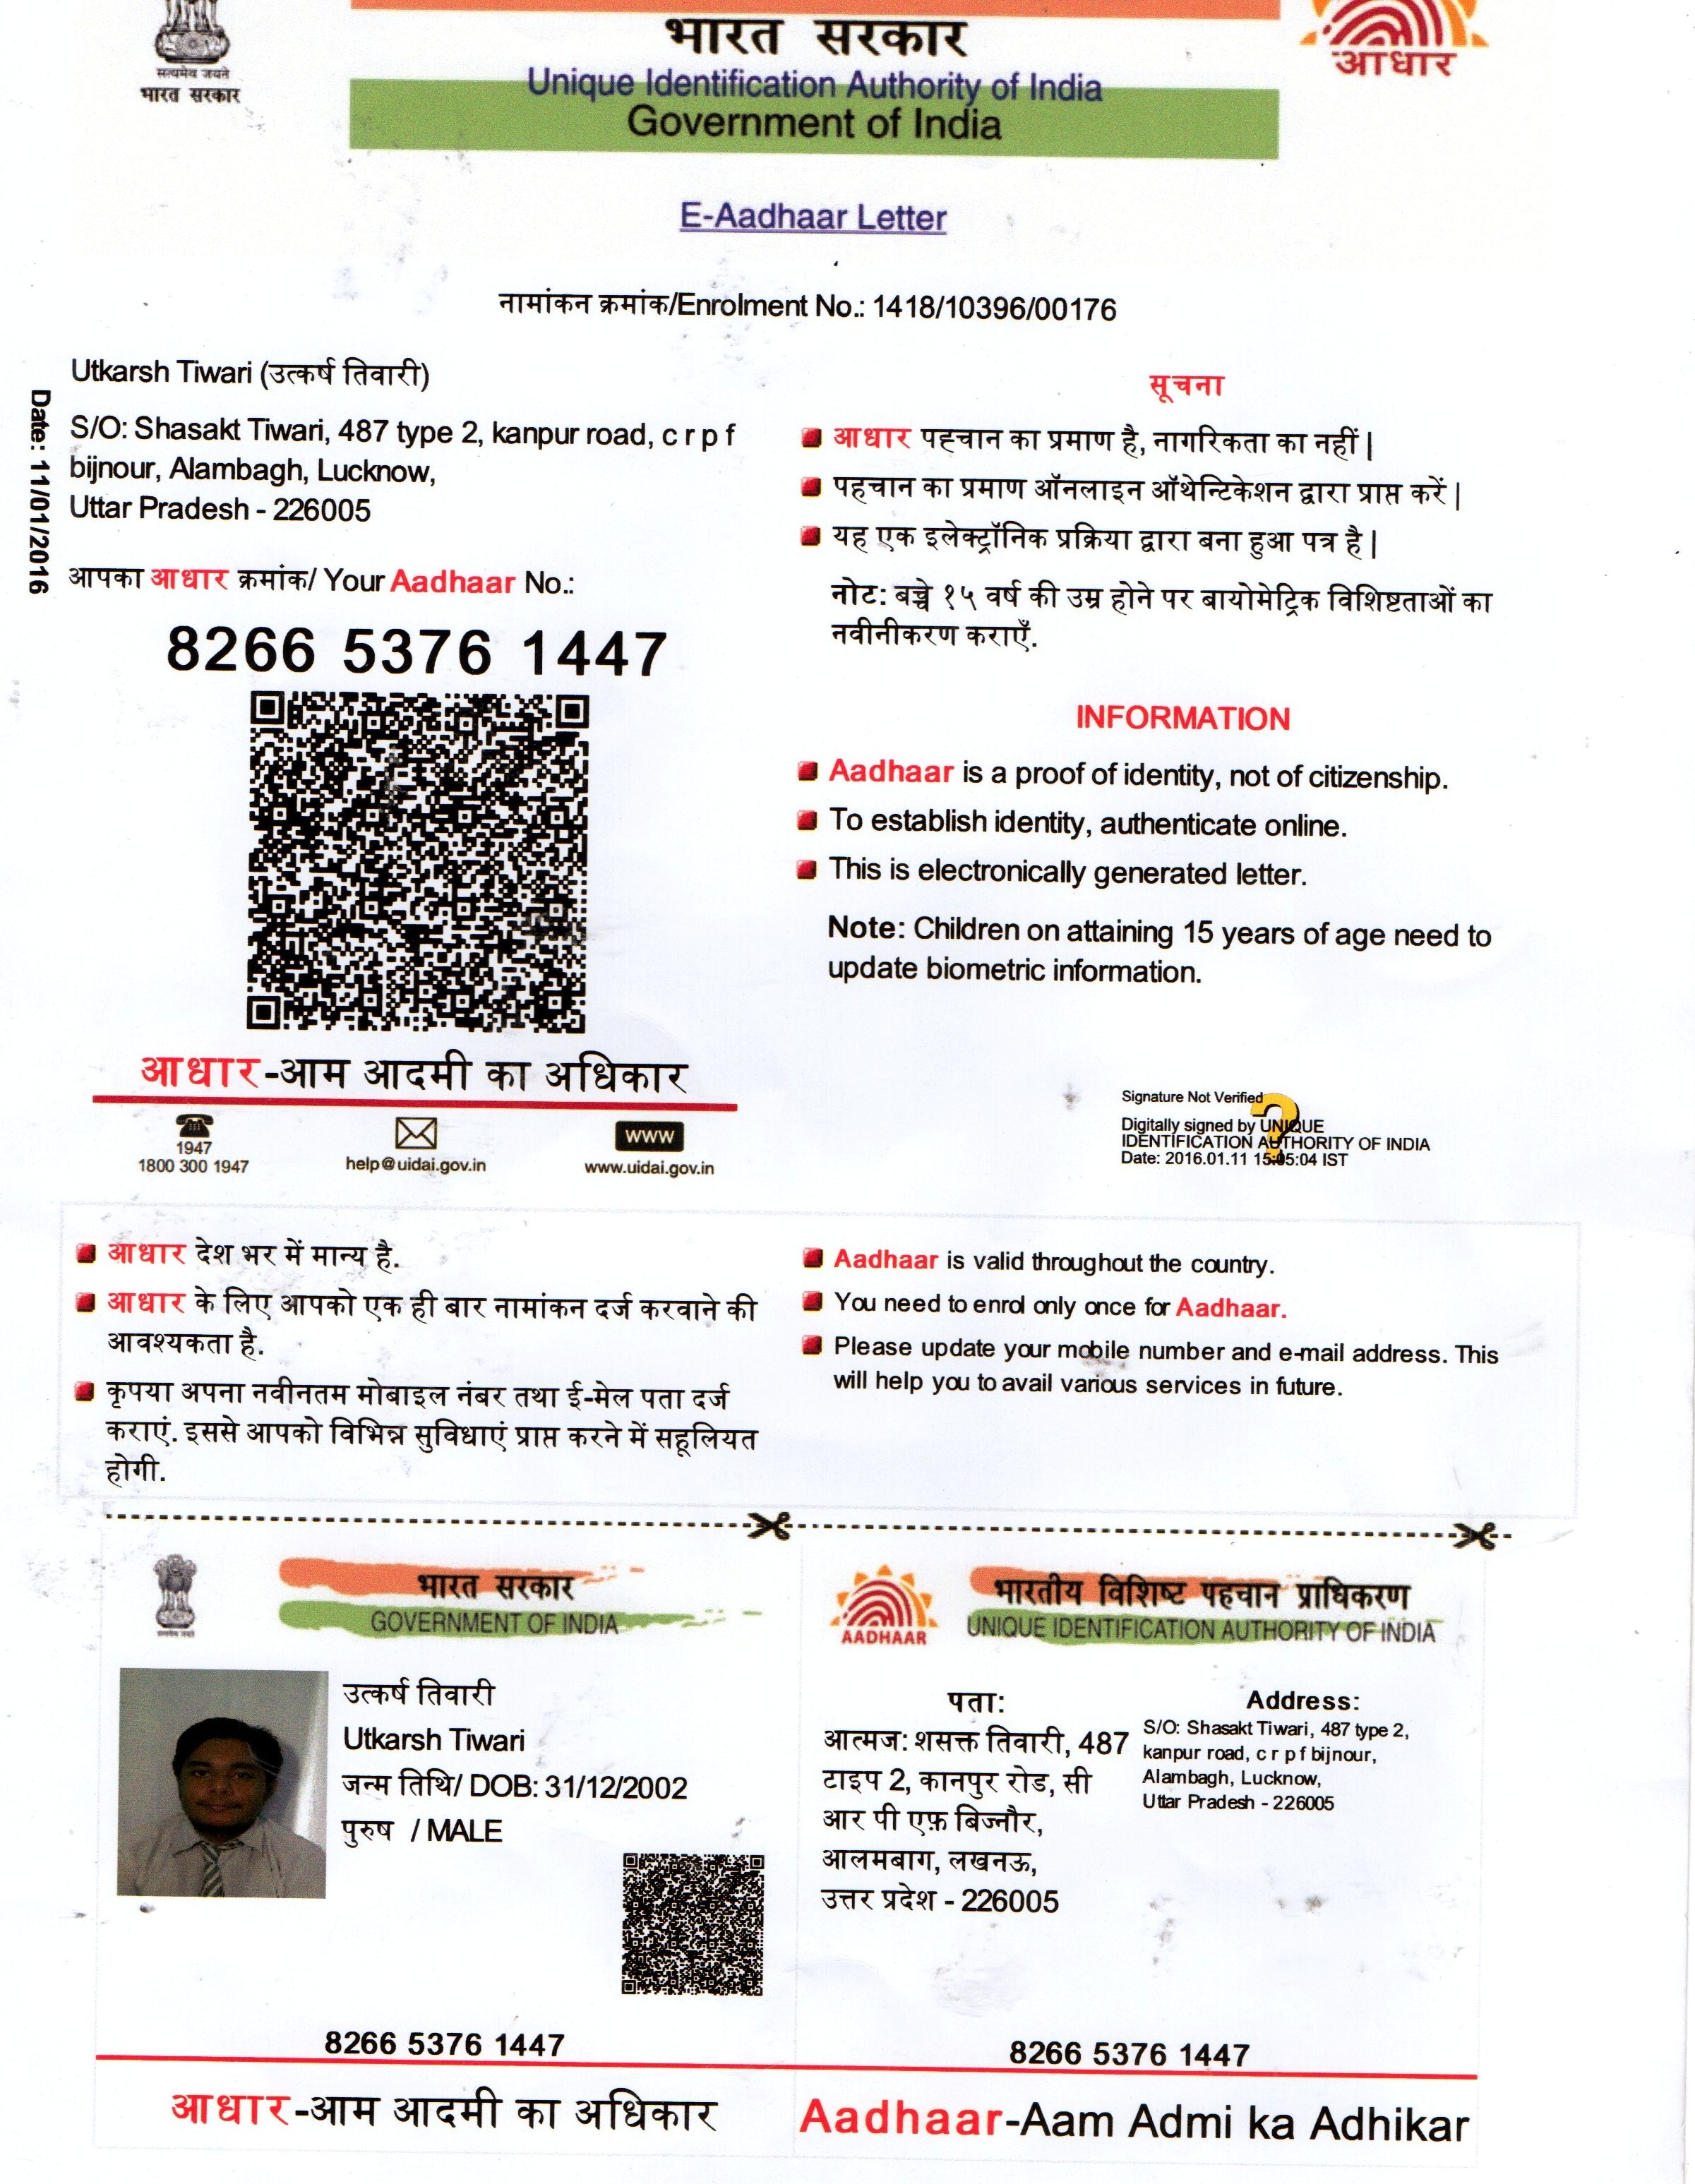 सत्यमेव जयते
भारत सरकार
भारत सरकार
Unique Identification Authority of India
Government of India
आधार
E-Aadhaar Letter
नामांकन क्रमांक/Enrolment No.: 1418/10396/00176
Date: 11/01/2016
Utkarsh Tiwari (उत्कर्ष तिवारी)
S/O: Shasakt Tiwari, 487 type 2, kanpur road, c r p f
bijnour, Alambagh, Lucknow,
Uttar Pradesh - 226005
आपका आधार क्रमांक/ Your Aadhaar No.:
8266 5376 1447
सूचना
आधार पहचान का प्रमाण है, नागरिकता का नहीं |
पहचान का प्रमाण ऑनलाइन ऑथेन्टिकेशन द्वारा प्राप्त करें |
यह एक इलेक्ट्रॉनिक प्रक्रिया द्वारा बना हुआ पत्र है |
नोट: बच्चे १५ वर्ष की उम्र होने पर बायोमेट्रिक विशिष्टताओं का
नवीनीकरण कराएँ.
INFORMATION
Aadhaar is a proof of identity, not of citizenship.
To establish identity, authenticate online.
This is electronically generated letter.
Note: Children on attaining 15 years of age need to
update biometric information.
आधार-आम आदमी का अधिकार
1947
1800 300 1947
help@uidai.gov.in
www
www.uidai.gov.in
Signature Not Verified
Digitally signed by UNIQUE
IDENTIFICATION AUTHORITY OF INDIA
Date: 2016.01.11 15:05:04 IST
आधार देश भर में मान्य है.
आधार के लिए आपको एक ही बार नामांकन दर्ज करवाने की
आवश्यकता है.
कृपया अपना नवीनतम मोबाइल नंबर तथा ई-मेल पता दर्ज
कराएं. इससे आपको विभिन्न सुविधाएं प्राप्त करने में सहूलियत
होगी.
Aadhaar is valid throughout the country.
You need to enrol only once for Aadhaar.
Please update your mobile number and e-mail address. This
will help you to avail various services in future.
भारत सरकार
GOVERNMENT OF INDIA
उत्कर्ष तिवारी
Utkarsh Tiwari
जन्म तिथि/ DOB: 31/12/2002
पुरुष / MALE
8266 5376 1447
आधार-आम आदमी का अधिकार
AADHAAR
भारतीय विशिष्ट पहचान प्राधिकरण
UNIQUE IDENTIFICATION AUTHORITY OF INDIA
पता:
आत्मज: शसक्त तिवारी, 487
टाइप 2, कानपुर रोड, सी
आर पी एफ़ बिज्नौर,
आलमबाग, लखनऊ,
उत्तर प्रदेश - 226005
Address:
S/O: Shasakt Tiwari, 487 type 2,
kanpur road, c r p f bijnour,
Alambagh, Lucknow,
Uttar Pradesh - 226005
8266 5376 1447
Aadhaar-Aam Admi ka Adhikar